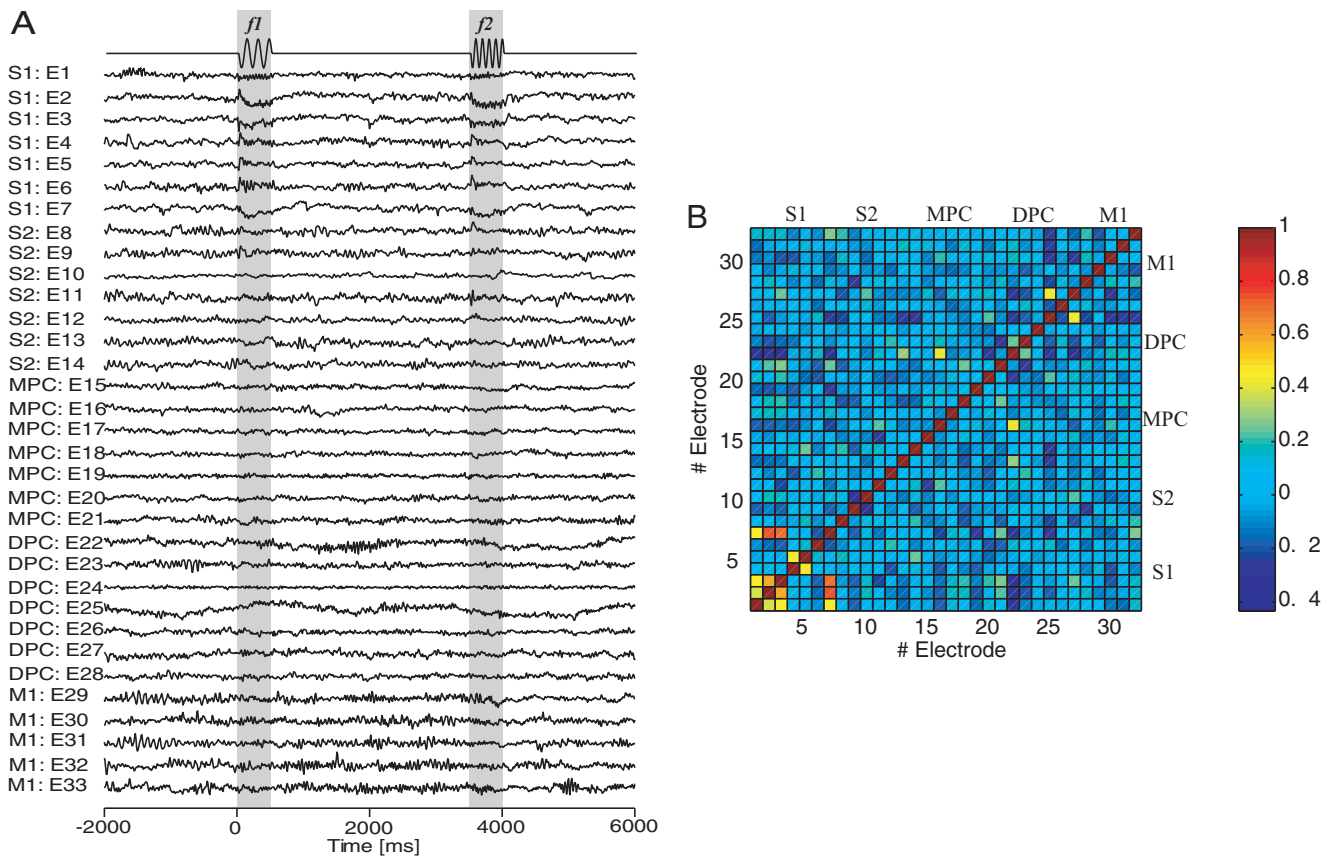 A
f1
f2
S1: E1
S1: E2
S1: E3
S1: E4
S1: E5
S1: E6
S1: E7
S2: E8
S2: E9
S2: E10
S2: E11
S2: E12
S2: E13
S2: E14
MPC: E15
MPC: E16
MPC: E17
MPC: E18
MPC: E19
MPC: E20
MPC: E21
DPC: E22
DPC: E23
DPC: E24
DPC: E25
DPC: E26
DPC: E27
DPC: E28
M1: E29
M1: E30
M1: E31
M1: E32
M1: E33
-2000 0 2000 4000 6000
Time [ms]
B
S1 S2 MPC DPC M1
30
25
20
15
10
5
# Electrode
M1
DPC
MPC
S2
S1
5 10 15 20 25 30
# Electrode
1
0.8
0.6
0.4
0.2
0
0. 2
0. 4